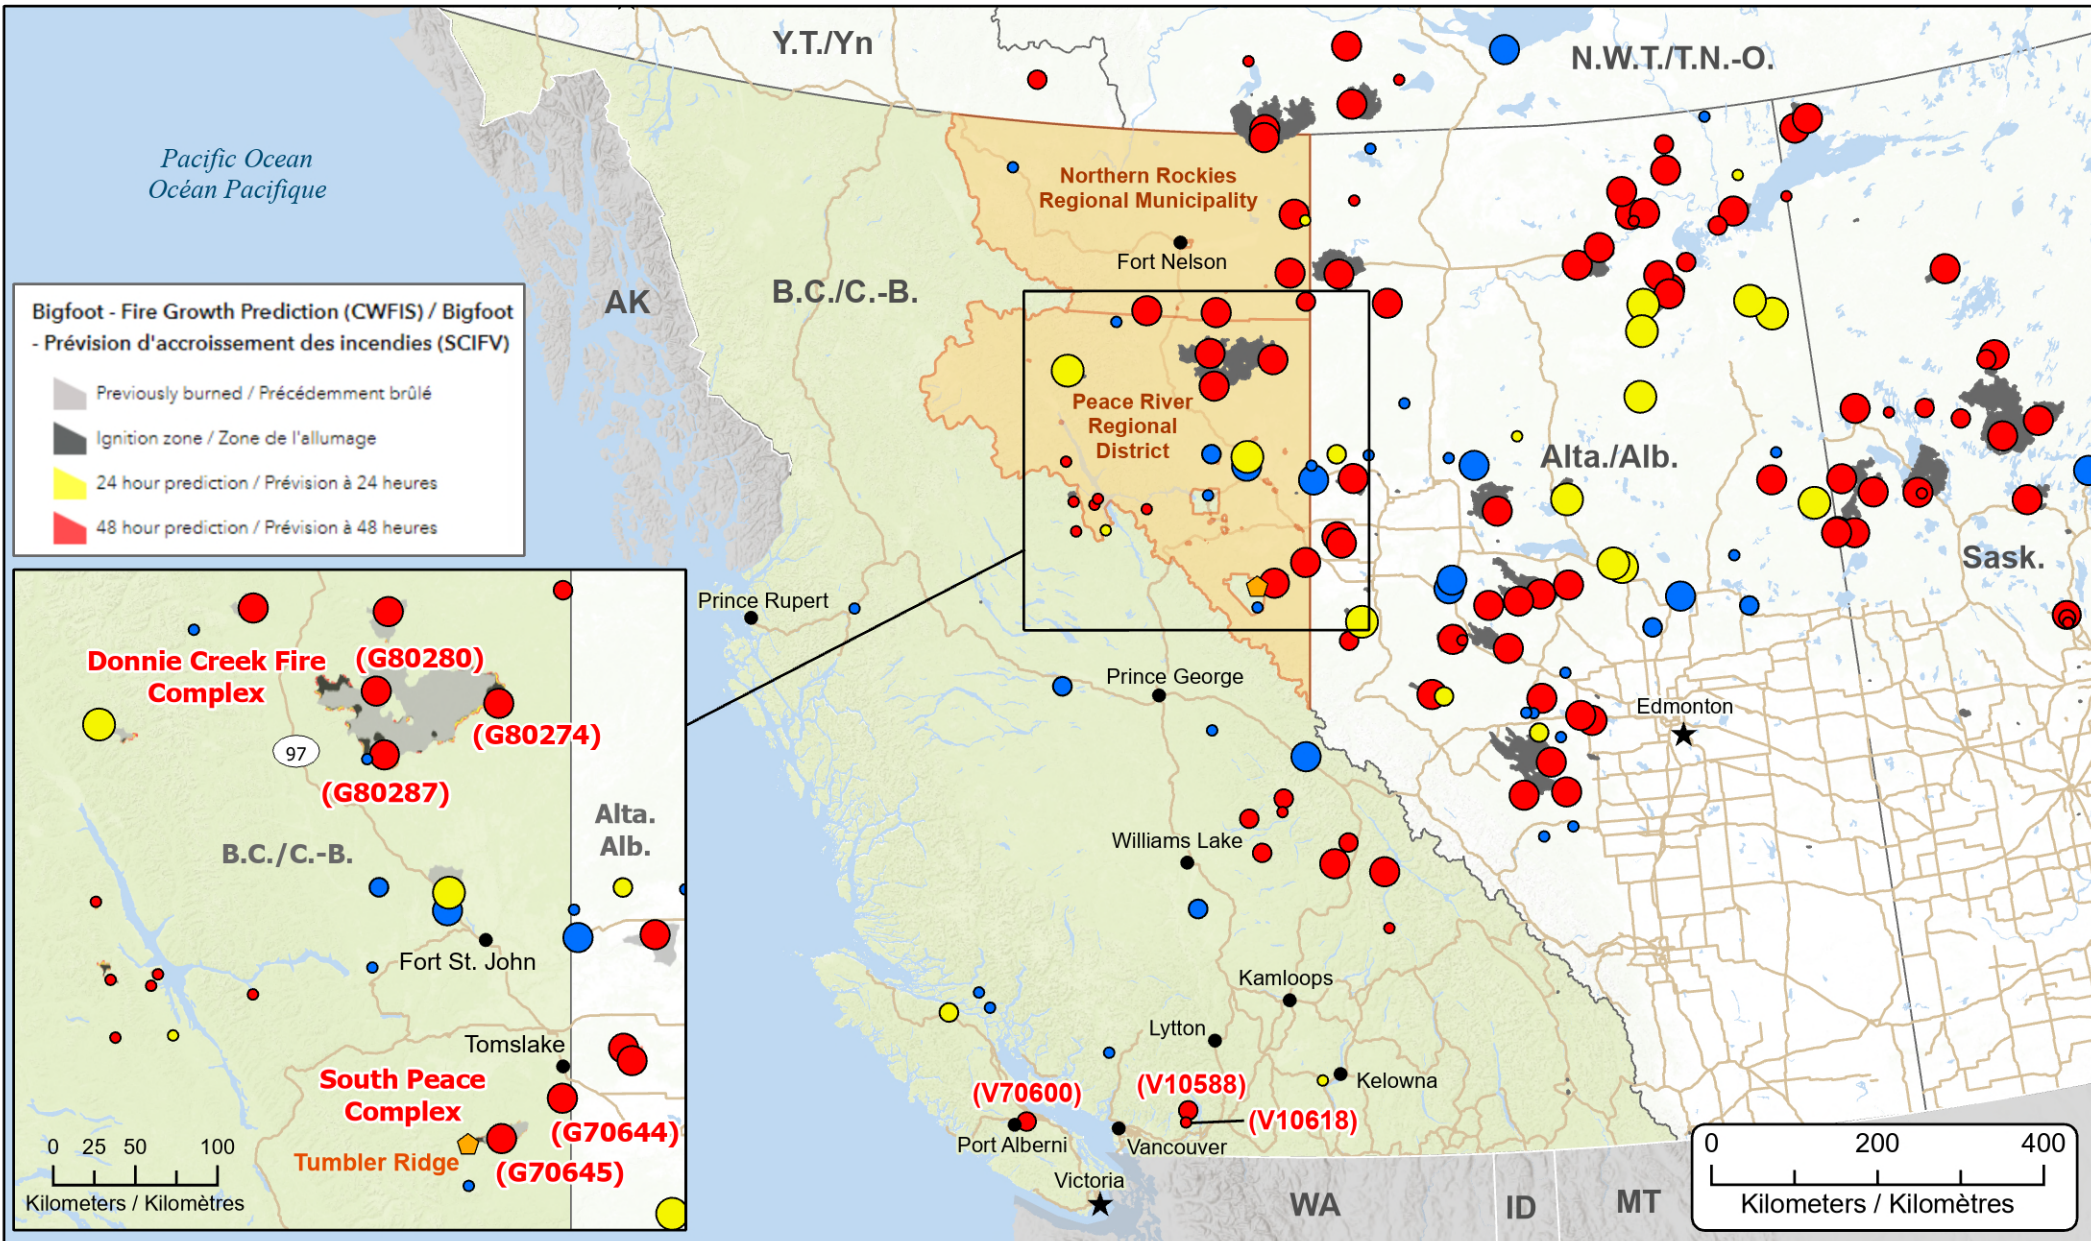 Y.T./Yn
N.W.T./T.N.-O.
Pacific Ocean
Océan Pacifique
Northern Rockies
Regional Municipality
Fort Nelson
AK
B.C./C.-B.
Bigfoot - Fire Growth Prediction (CWFIS) / Bigfoot
- Prévision d'accroissement des incendies (SCIFV)
Previously burned / Précédemment brûlé
Ignition zone / Zone de l'allumage
24 hour prediction / Prévision à 24 heures
48 hour prediction / Prévision à 48 heures
Peace River
Regional
District
Alta./Alb.
Sask.
Prince Rupert
Prince George
Edmonton
Williams Lake
Kamloops
Lytton
Kelowna
(V70600)
Port Alberni
(V10588)
(V10618)
Vancouver
Victoria
WA
ID
MT
0 200 400
Kilometers / Kilomètres
Donnie Creek Fire
Complex
(G80280)
(G80274)
97
(G80287)
Alta.
Alb.
B.C./C.-B.
Fort St. John
Tomslake
South Peace
Complex
(G70644)
Tumbler Ridge
(G70645)
0 25 50 100
Kilometers / Kilomètres